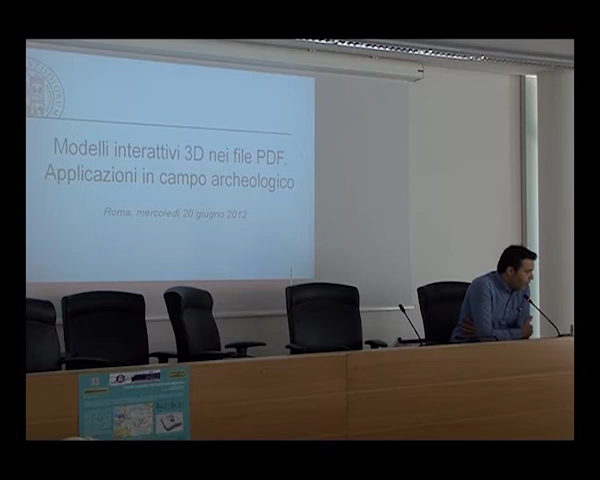 Modelli interattivi 3D nei file PDF.
Applicazioni in campo archeologico
Roma, mercoledì 20 giugno 2012